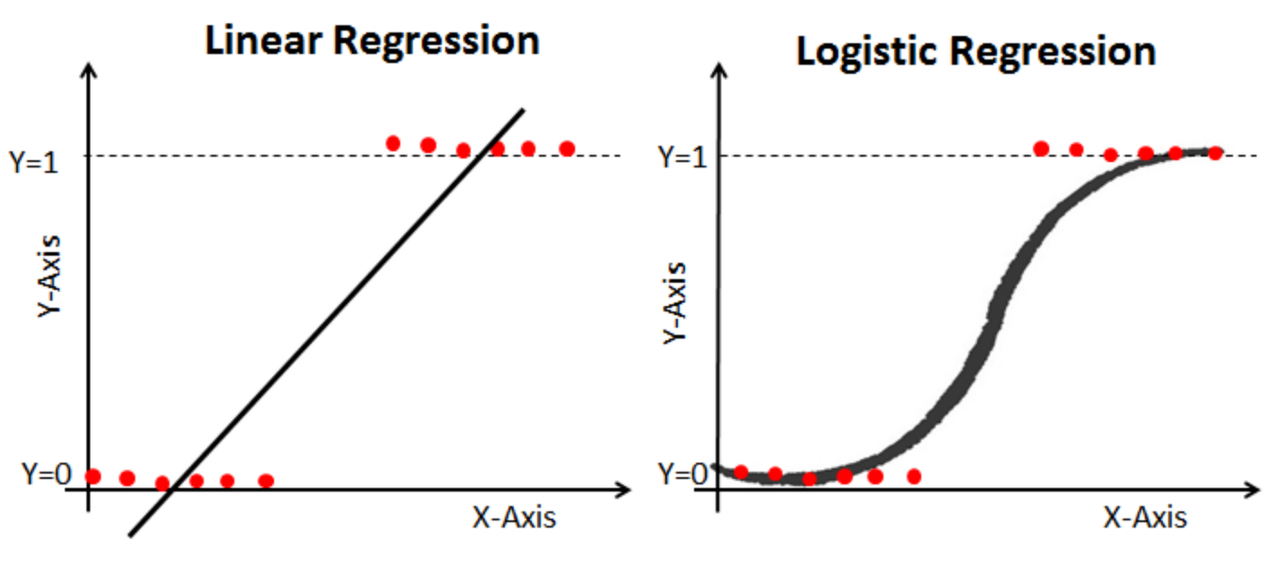 Linear Regression
Y=1
Y-Axis
Y=0
X-Axis
Logistic Regression
Y=1
Y-Axis
Y=0
X-Axis